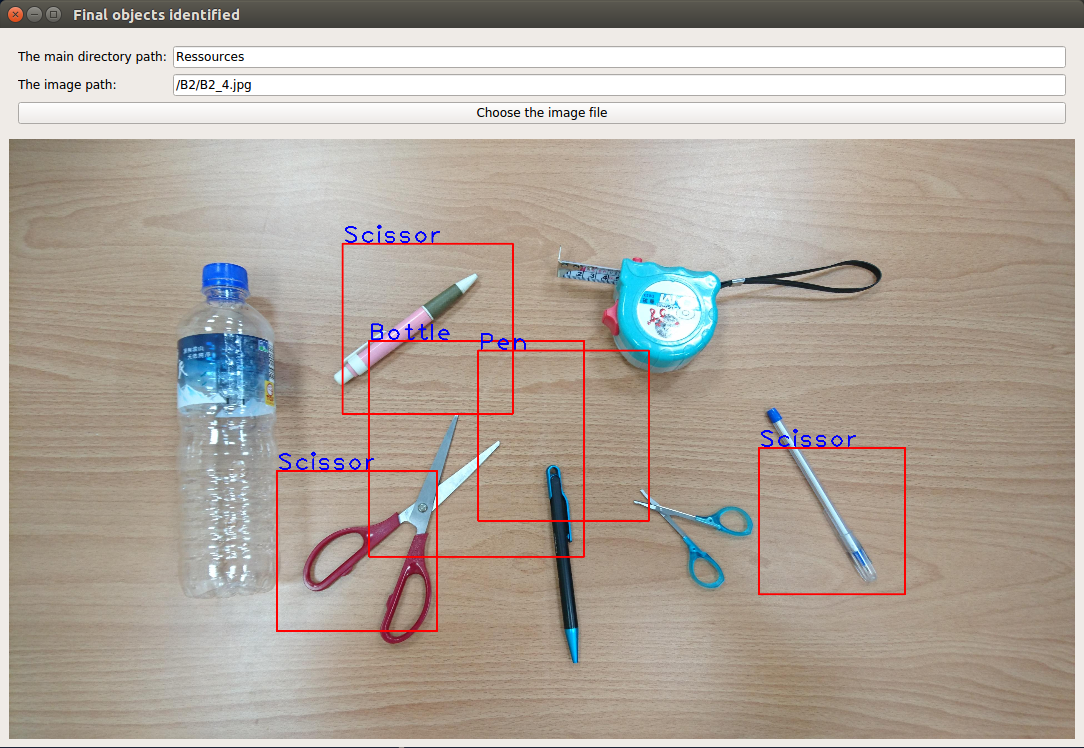 Final objects identified
The main directory path: Ressources
The image path: /B2/B2_4.jpg
Choose the image file
Scissor
Bottle
Pen
Scissor
Scissor